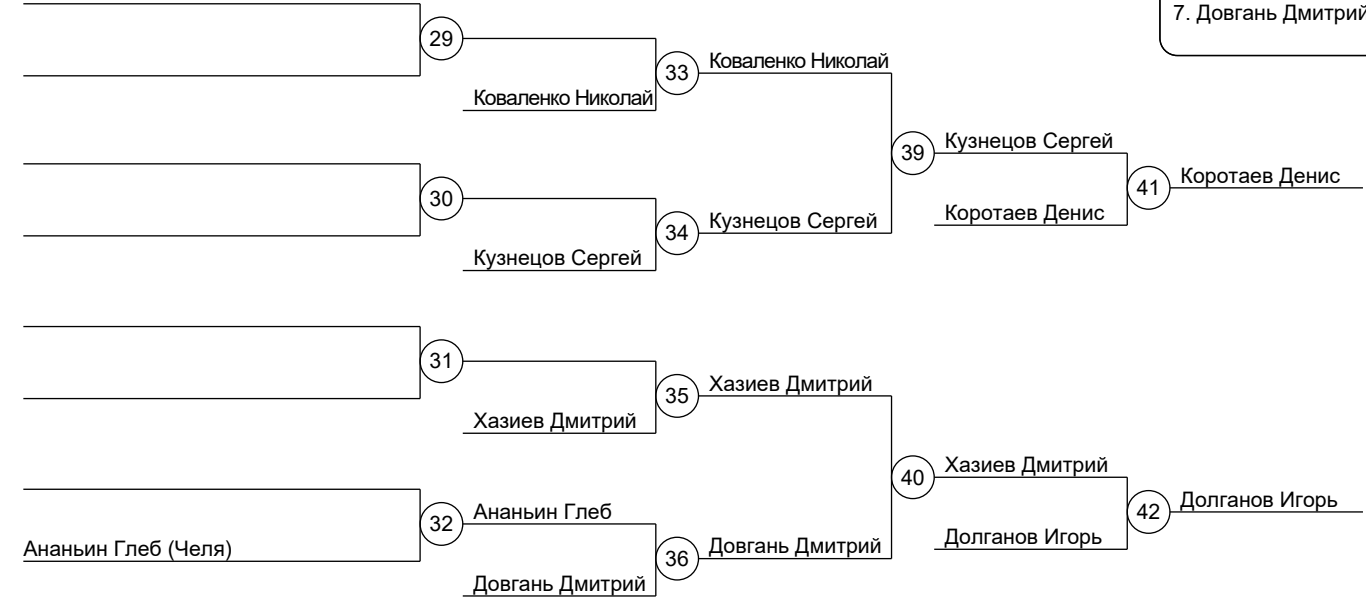 7. Довгань Дмитрий
29
33
Коваленко Николай
Коваленко Николай
39
Кузнецов Сергей
41
Коротаев Денис
30
34
Кузнецов Сергей
Коротаев Денис
Кузнецов Сергей
31
35
Хазиев Дмитрий
Хазиев Дмитрий
40
Хазиев Дмитрий
42
Долганов Игорь
32
Ананьин Глеб
Долганов Игорь
Ананьин Глеб (Челя)
36
Довгань Дмитрий
Довгань Дмитрий